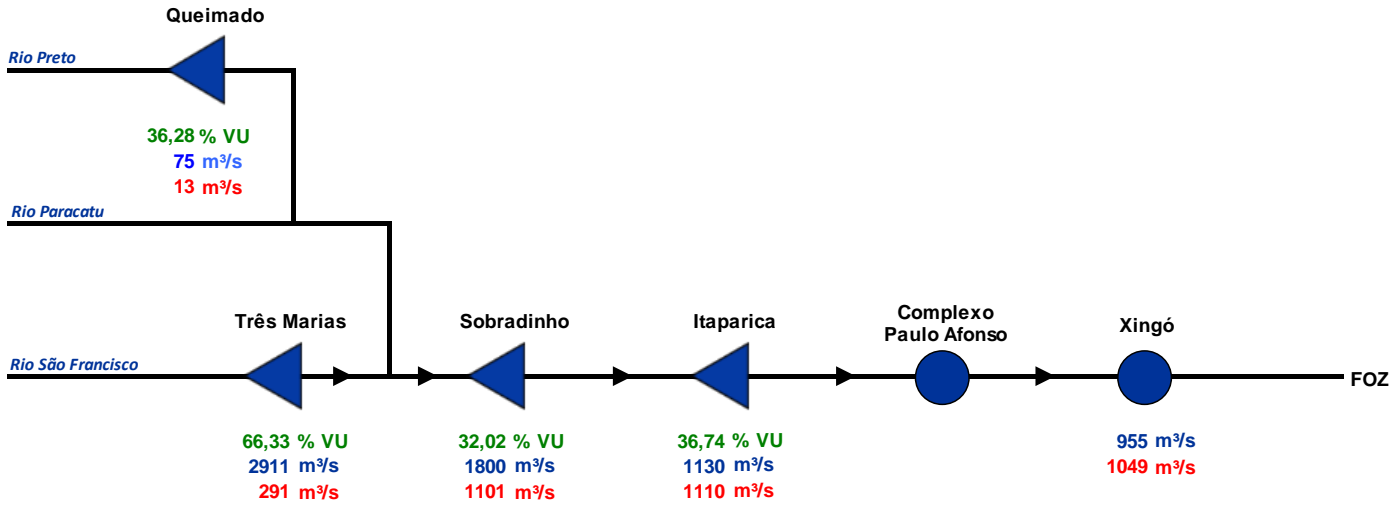 Queimado
Rio Preto
36,28 % VU
75 m³/s
13 m³/s
Rio Paracatu
Três Marias
Sobradinho
Itaparica
Complexo
Paulo Afonso
Xingó
Rio São Francisco
FOZ
66,33 % VU
2911 m³/s
291 m³/s
32,02 % VU
1800 m³/s
1101 m³/s
36,74 % VU
1130 m³/s
1110 m³/s
955 m³/s
1049 m³/s